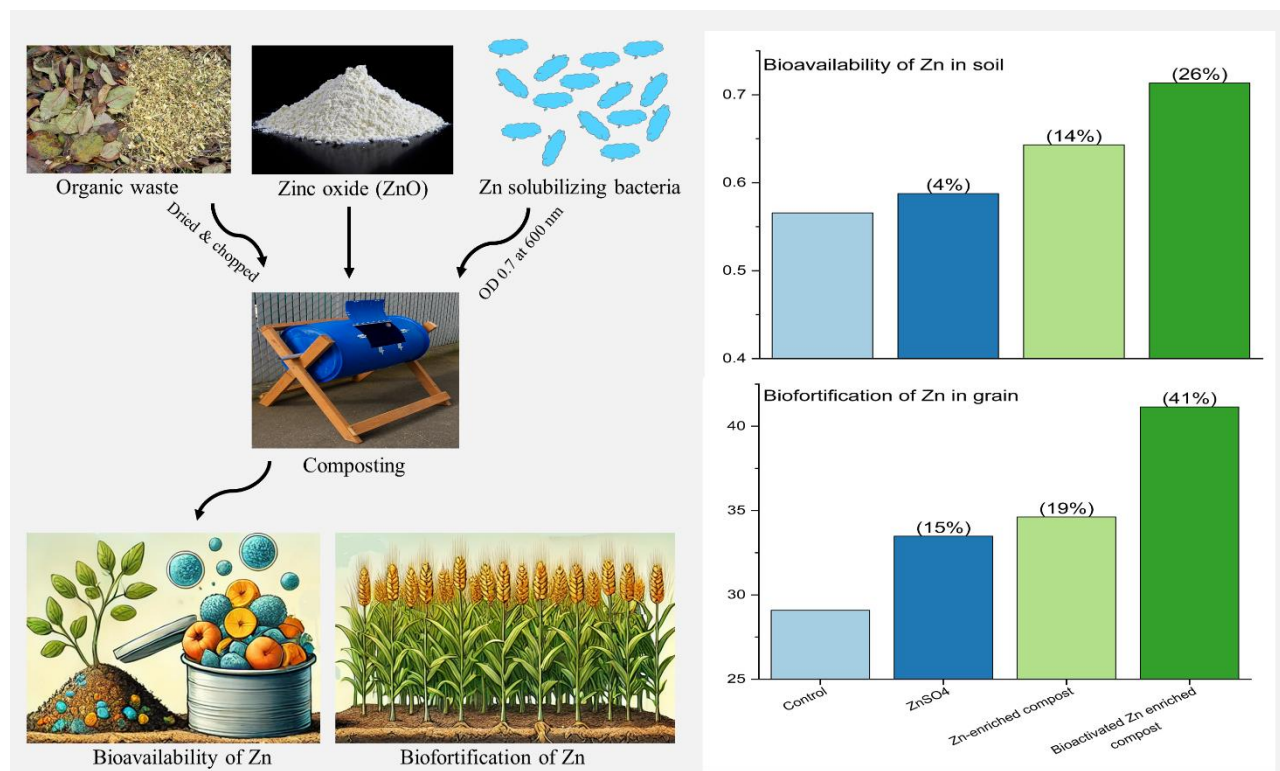 Organic waste
Zinc oxide (ZnO)
Zn solubilizing bacteria
Dried & chopped
OD 0.7 at 600 nm
Composting
Bioavailability of Zn
Biofortification of Zn
Bioavailability of Zn in soil
0.7
0.6
0.5
0.4
(4%)
(14%)
(26%)
Biofortification of Zn in grain
40
35
30
25
(15%)
(19%)
(41%)
Control
ZnSO4
Zn-enriched compost
Bioactivated Zn enriched
compost